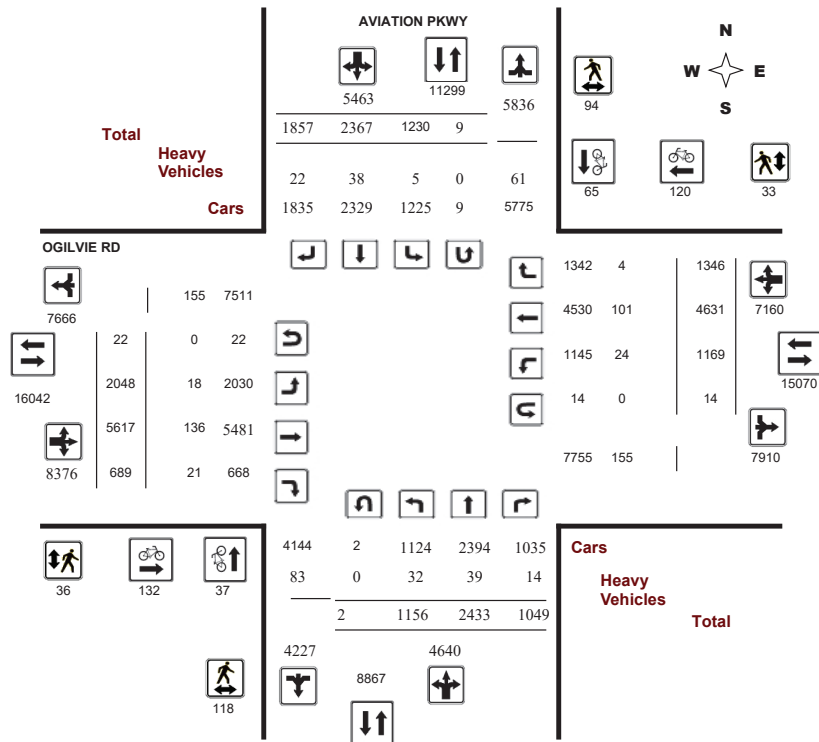 AVIATION PKWY
N
W E
S
5463 11299 5836
94
Total 1857 2367 1230 9
Heavy
Vehicles 22 38 5 0 61
Cars 1835 2329 1225 9 5775
65 120 33
OGILVIE RD
7666 155 7511
1342 4 1346
7160
16042 22 0 22
4530 101 4631
2048 18 2030
1145 24 1169
15070
5617 136 5481
14 0 14
8376 689 21 668
7755 155 7910
36 132 37
4144 2 1124 2394 1035 Cars
83 0 32 39 14 Heavy
Vehicles
2 1156 2433 1049 Total
4227 8867 4640
118